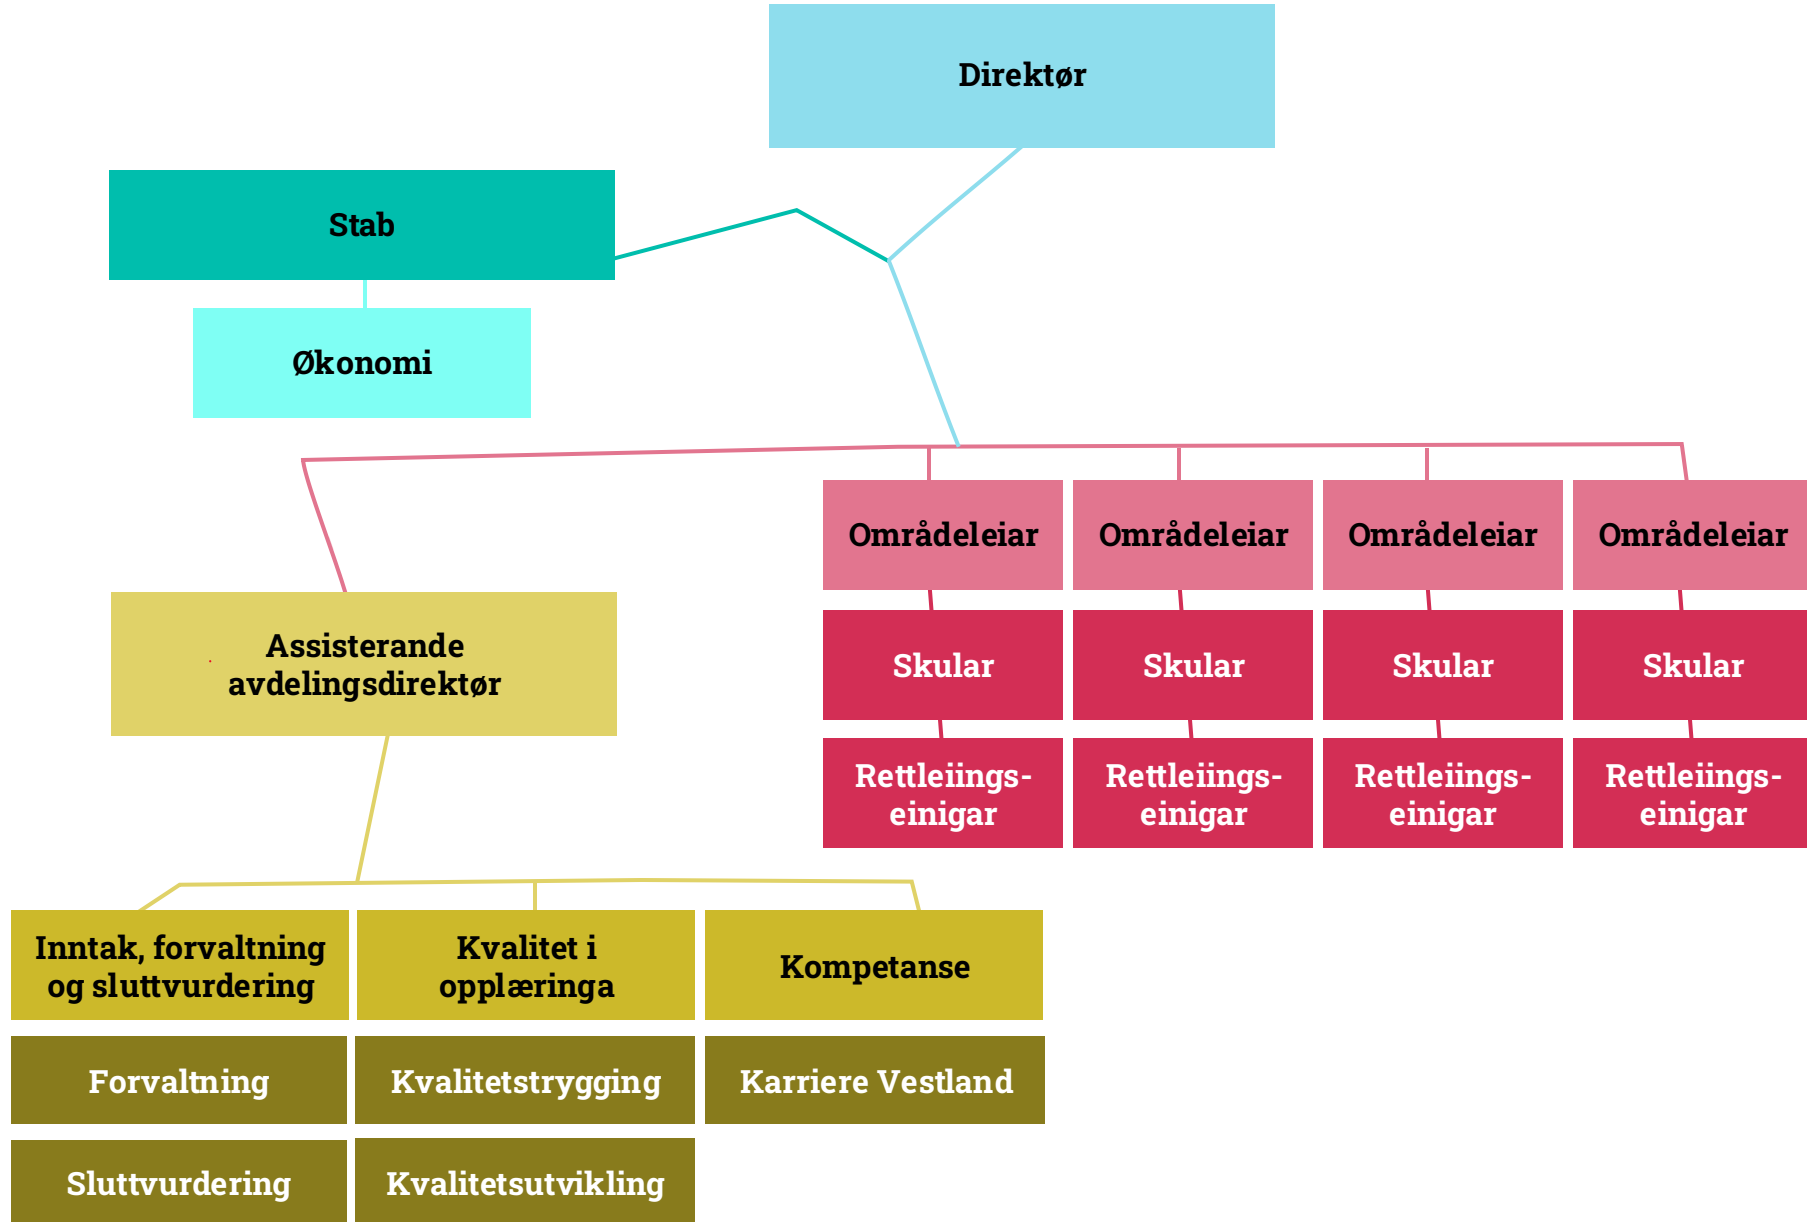 Direktør
Stab
Økonomi
Områdeleiar
Områdeleiar
Områdeleiar
Områdeleiar
Assisterande
avdelingsdirektør
Skular
Skular
Skular
Skular
Rettleiings-
einigar
Rettleiings-
einigar
Rettleiings-
einigar
Rettleiings-
einigar
Inntak, forvaltning
og sluttvurdering
Kvalitet i
opplæringa
Kompetanse
Forvaltning
Kvalitetstrygging
Karriere Vestland
Sluttvurdering
Kvalitetsutvikling